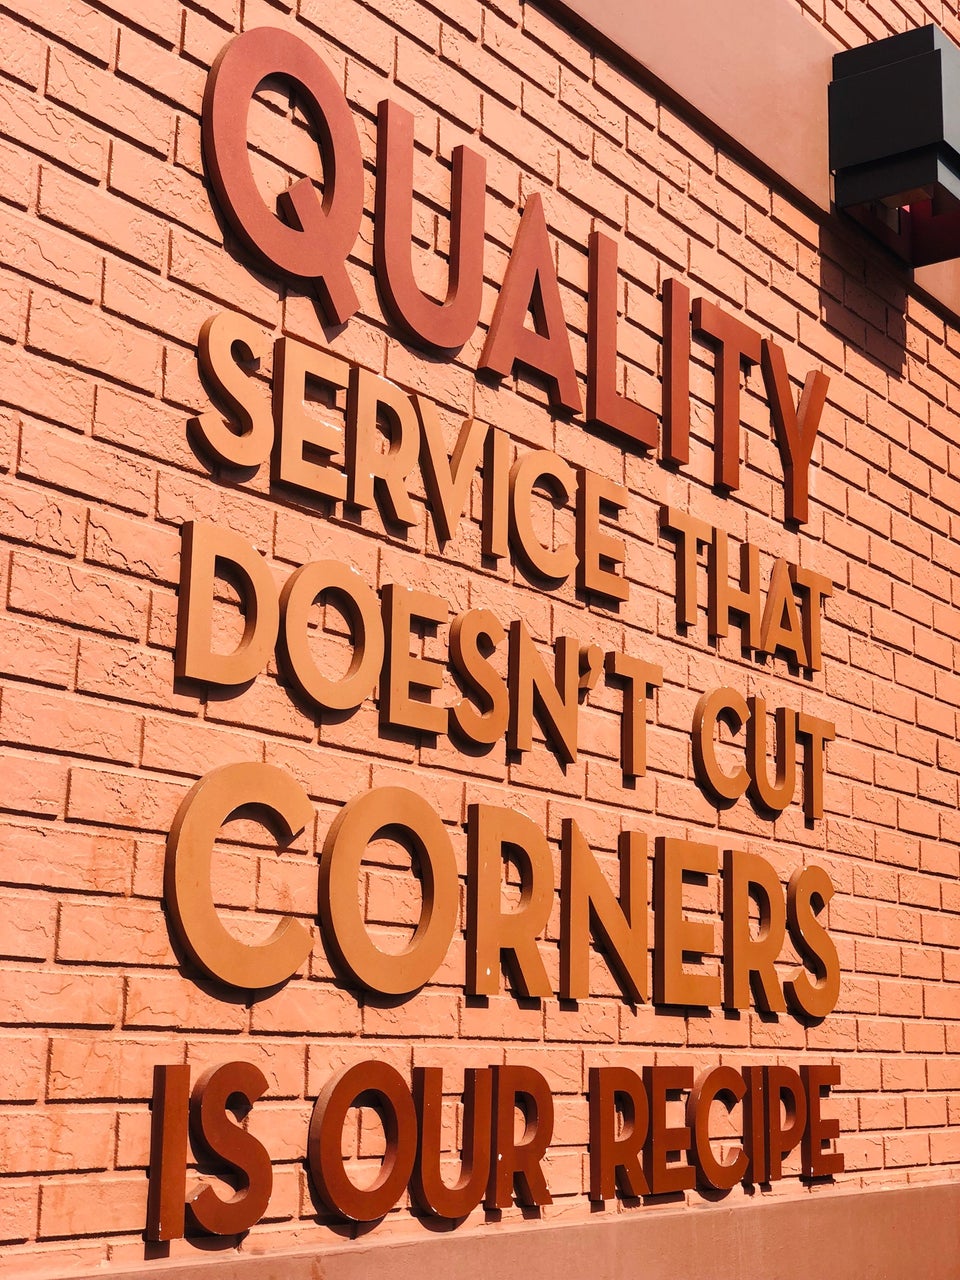 QUALITY
SERVICE THAT
DOESN'T CUT
CORNERS
IS OUR RECIPE